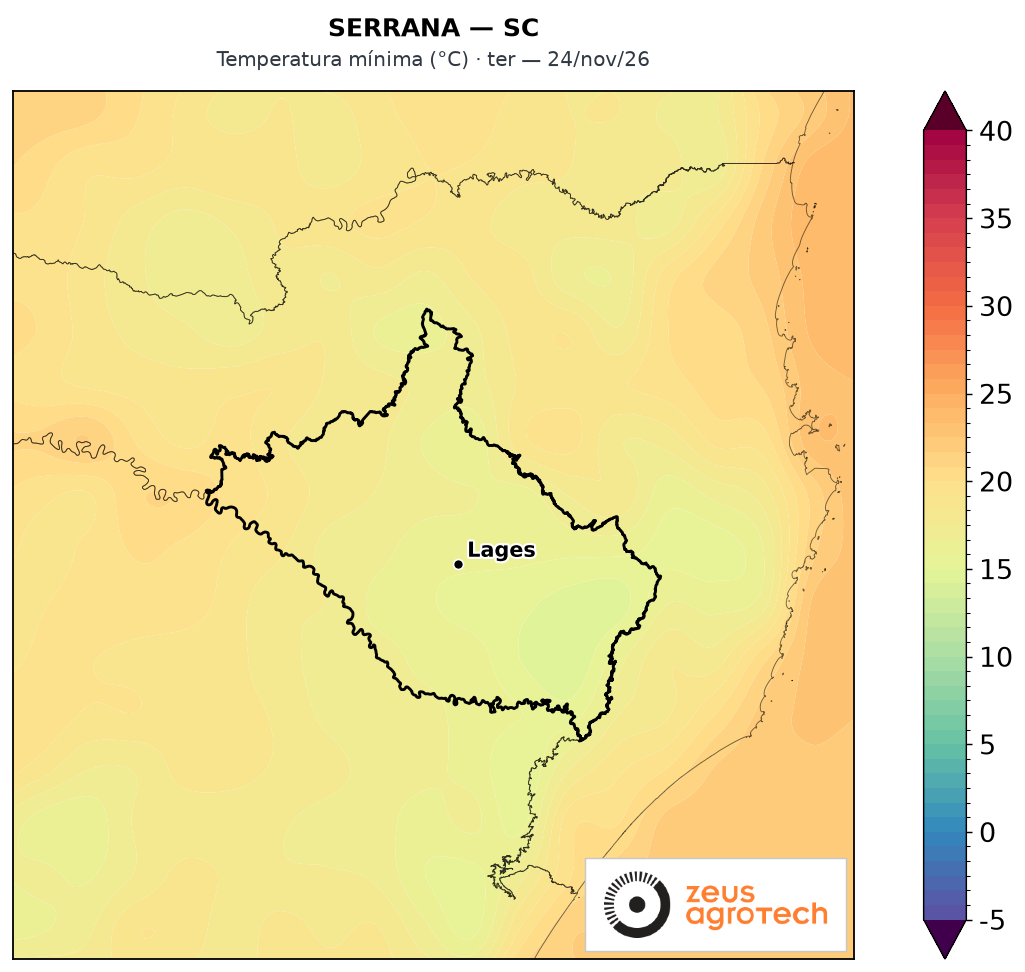 SERRANA — SC
Temperatura mínima (°C) · ter — 24/nov/26
40
35
30
25
20
15
10
5
0
-5
Lages
zeus
agrotech